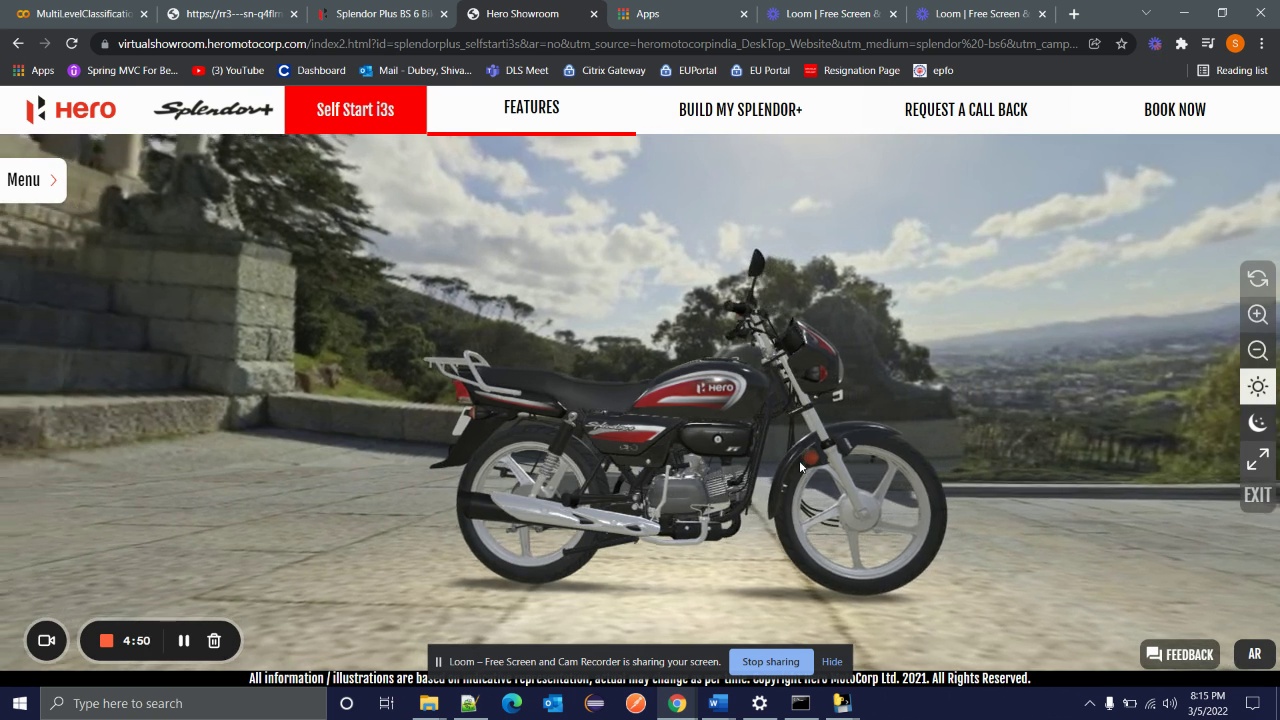 MultiLevelClassificatio
https://rr3---sn-q4flrn
Splendor Plus BS 6 Bik
Hero Showroom
Apps
Loom | Free Screen &
Loom | Free Screen &
virtualshowroom.heromotocorp.com/index2.html?id=splendorplus_selfstarti3s&at=no&utm_source=heromotocorpindia_DeskTop_Website&utm_medium=splendor%20-bs6&utm_camp...
S
Apps
Spring MVC For Be...
(3) YouTube
Dashboard
Mail - Dubey, Shiva...
DLS Meet
Citrix Gateway
EUPortal
EU Portal
Resignation Page
epfo
Reading list
Hero
Splendor+
Self Start i3s
FEATURES
BUILD MY SPLENDOR+
REQUEST A CALL BACK
BOOK NOW
Menu
Hero
Splendor+
EXIT
4:50
Loom – Free Screen and Cam Recorder is sharing your screen.
Stop sharing
Hide
FEEDBACK
AR
All information / illustrations are based on indicative representation, actual may change as per time. Copyright Hero MotoCorp Ltd. 2021. All Rights Reserved.
Type here to search
8:15 PM
3/5/2022